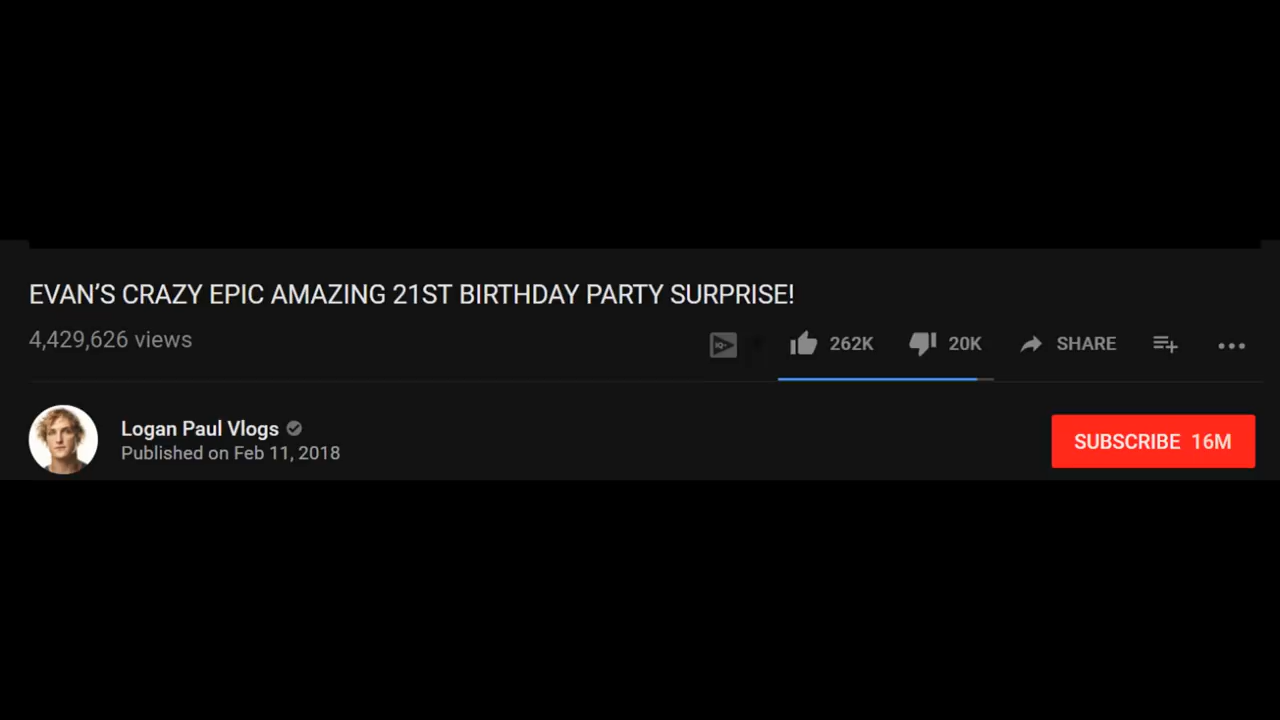 EVAN’S CRAZY EPIC AMAZING 21ST BIRTHDAY PARTY SURPRISE!
4,429,626 views
262K 20K SHARE
Logan Paul Vlogs
Published on Feb 11, 2018
SUBSCRIBE 16M